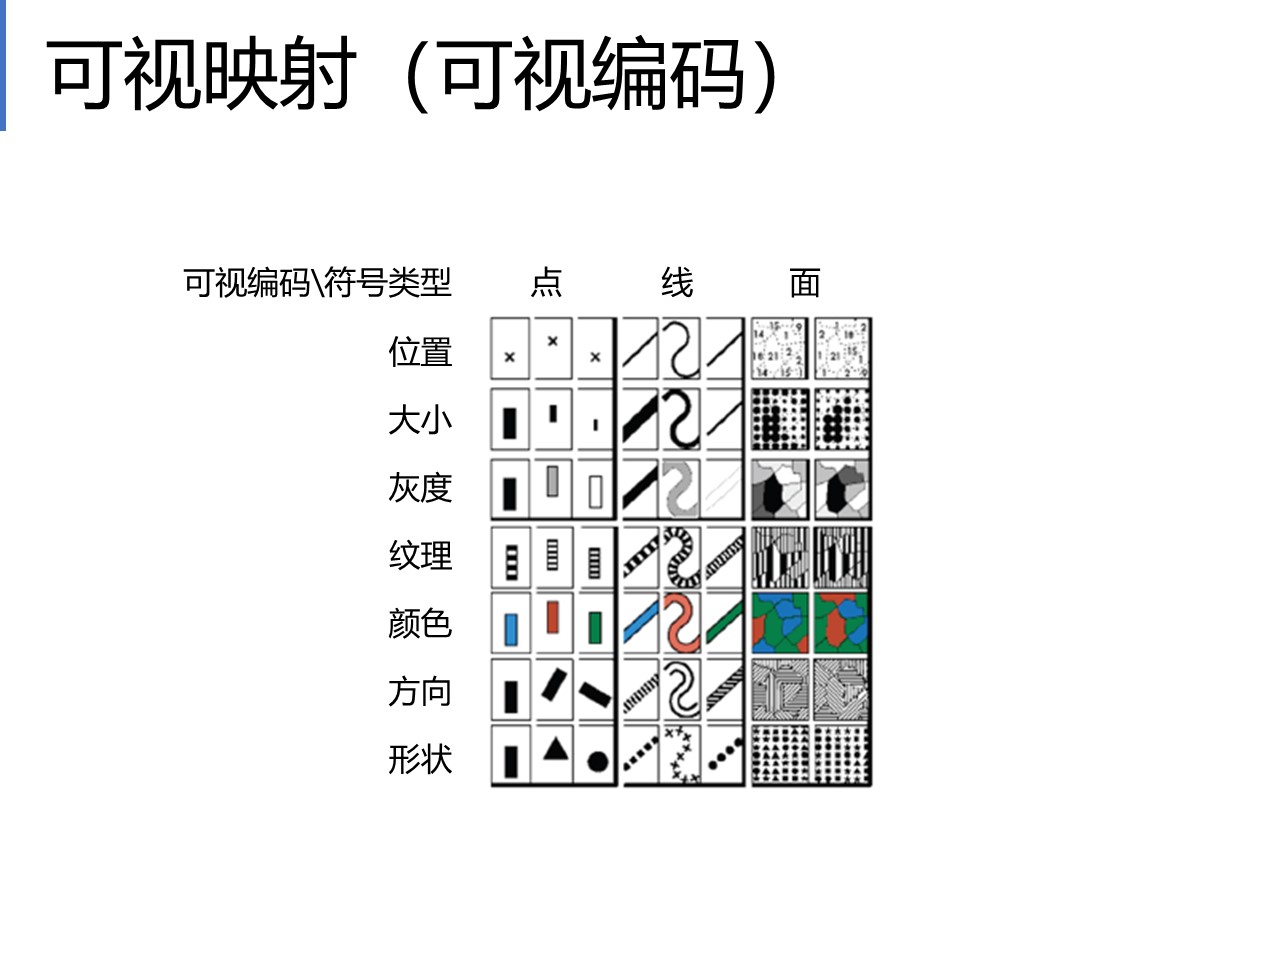 可视映射（可视编码）
可视编码\符号类型 点 线 面
位置
大小
灰度
纹理
颜色
方向
形状